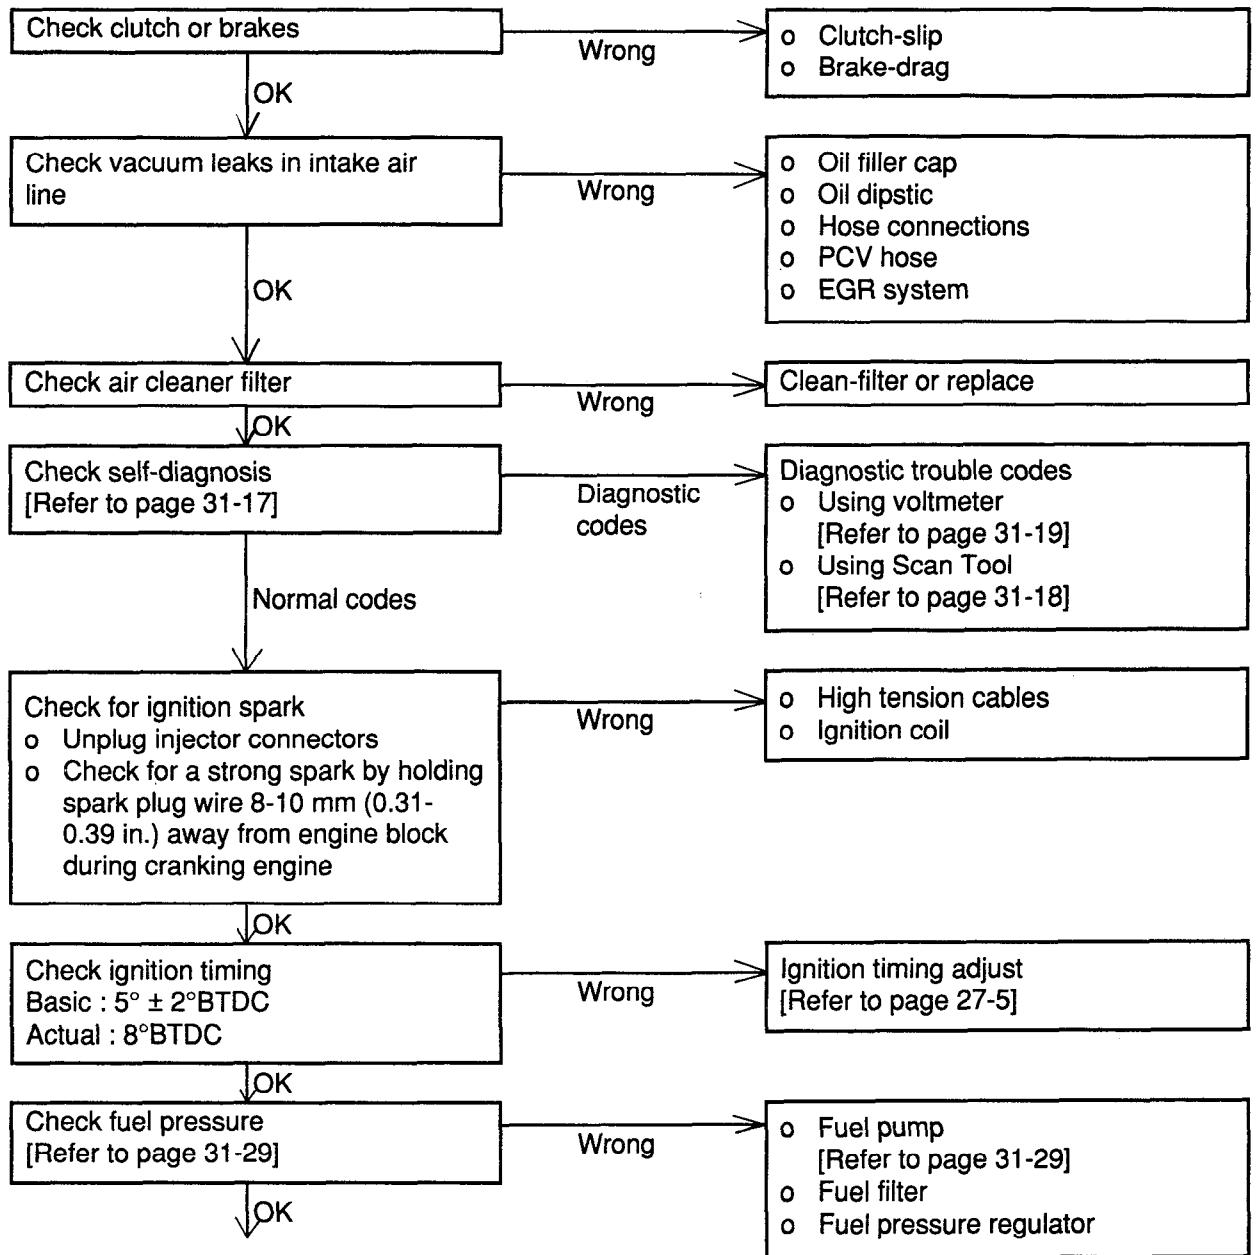 Check clutch or brakes
Wrong
o Clutch-slip
o Brake-drag
OK
Check vacuum leaks in intake air
line
Wrong
o Oil filler cap
o Oil dipstic
o Hose connections
o PCV hose
o EGR system
OK
Check air cleaner filter
Wrong
Clean-filter or replace
OK
Check self-diagnosis
[Refer to page 31-17]
Diagnostic
codes
Diagnostic trouble codes
o Using voltmeter
[Refer to page 31-19]
o Using Scan Tool
[Refer to page 31-18]
Normal codes
Check for ignition spark
o Unplug injector connectors
o Check for a strong spark by holding
spark plug wire 8-10 mm (0.31-
0.39 in.) away from engine block
during cranking engine
Wrong
o High tension cables
o Ignition coil
OK
Check ignition timing
Basic : 5° ± 2°BTDC
Actual : 8°BTDC
Wrong
Ignition timing adjust
[Refer to page 27-5]
OK
Check fuel pressure
[Refer to page 31-29]
Wrong
o Fuel pump
[Refer to page 31-29]
o Fuel filter
o Fuel pressure regulator
OK